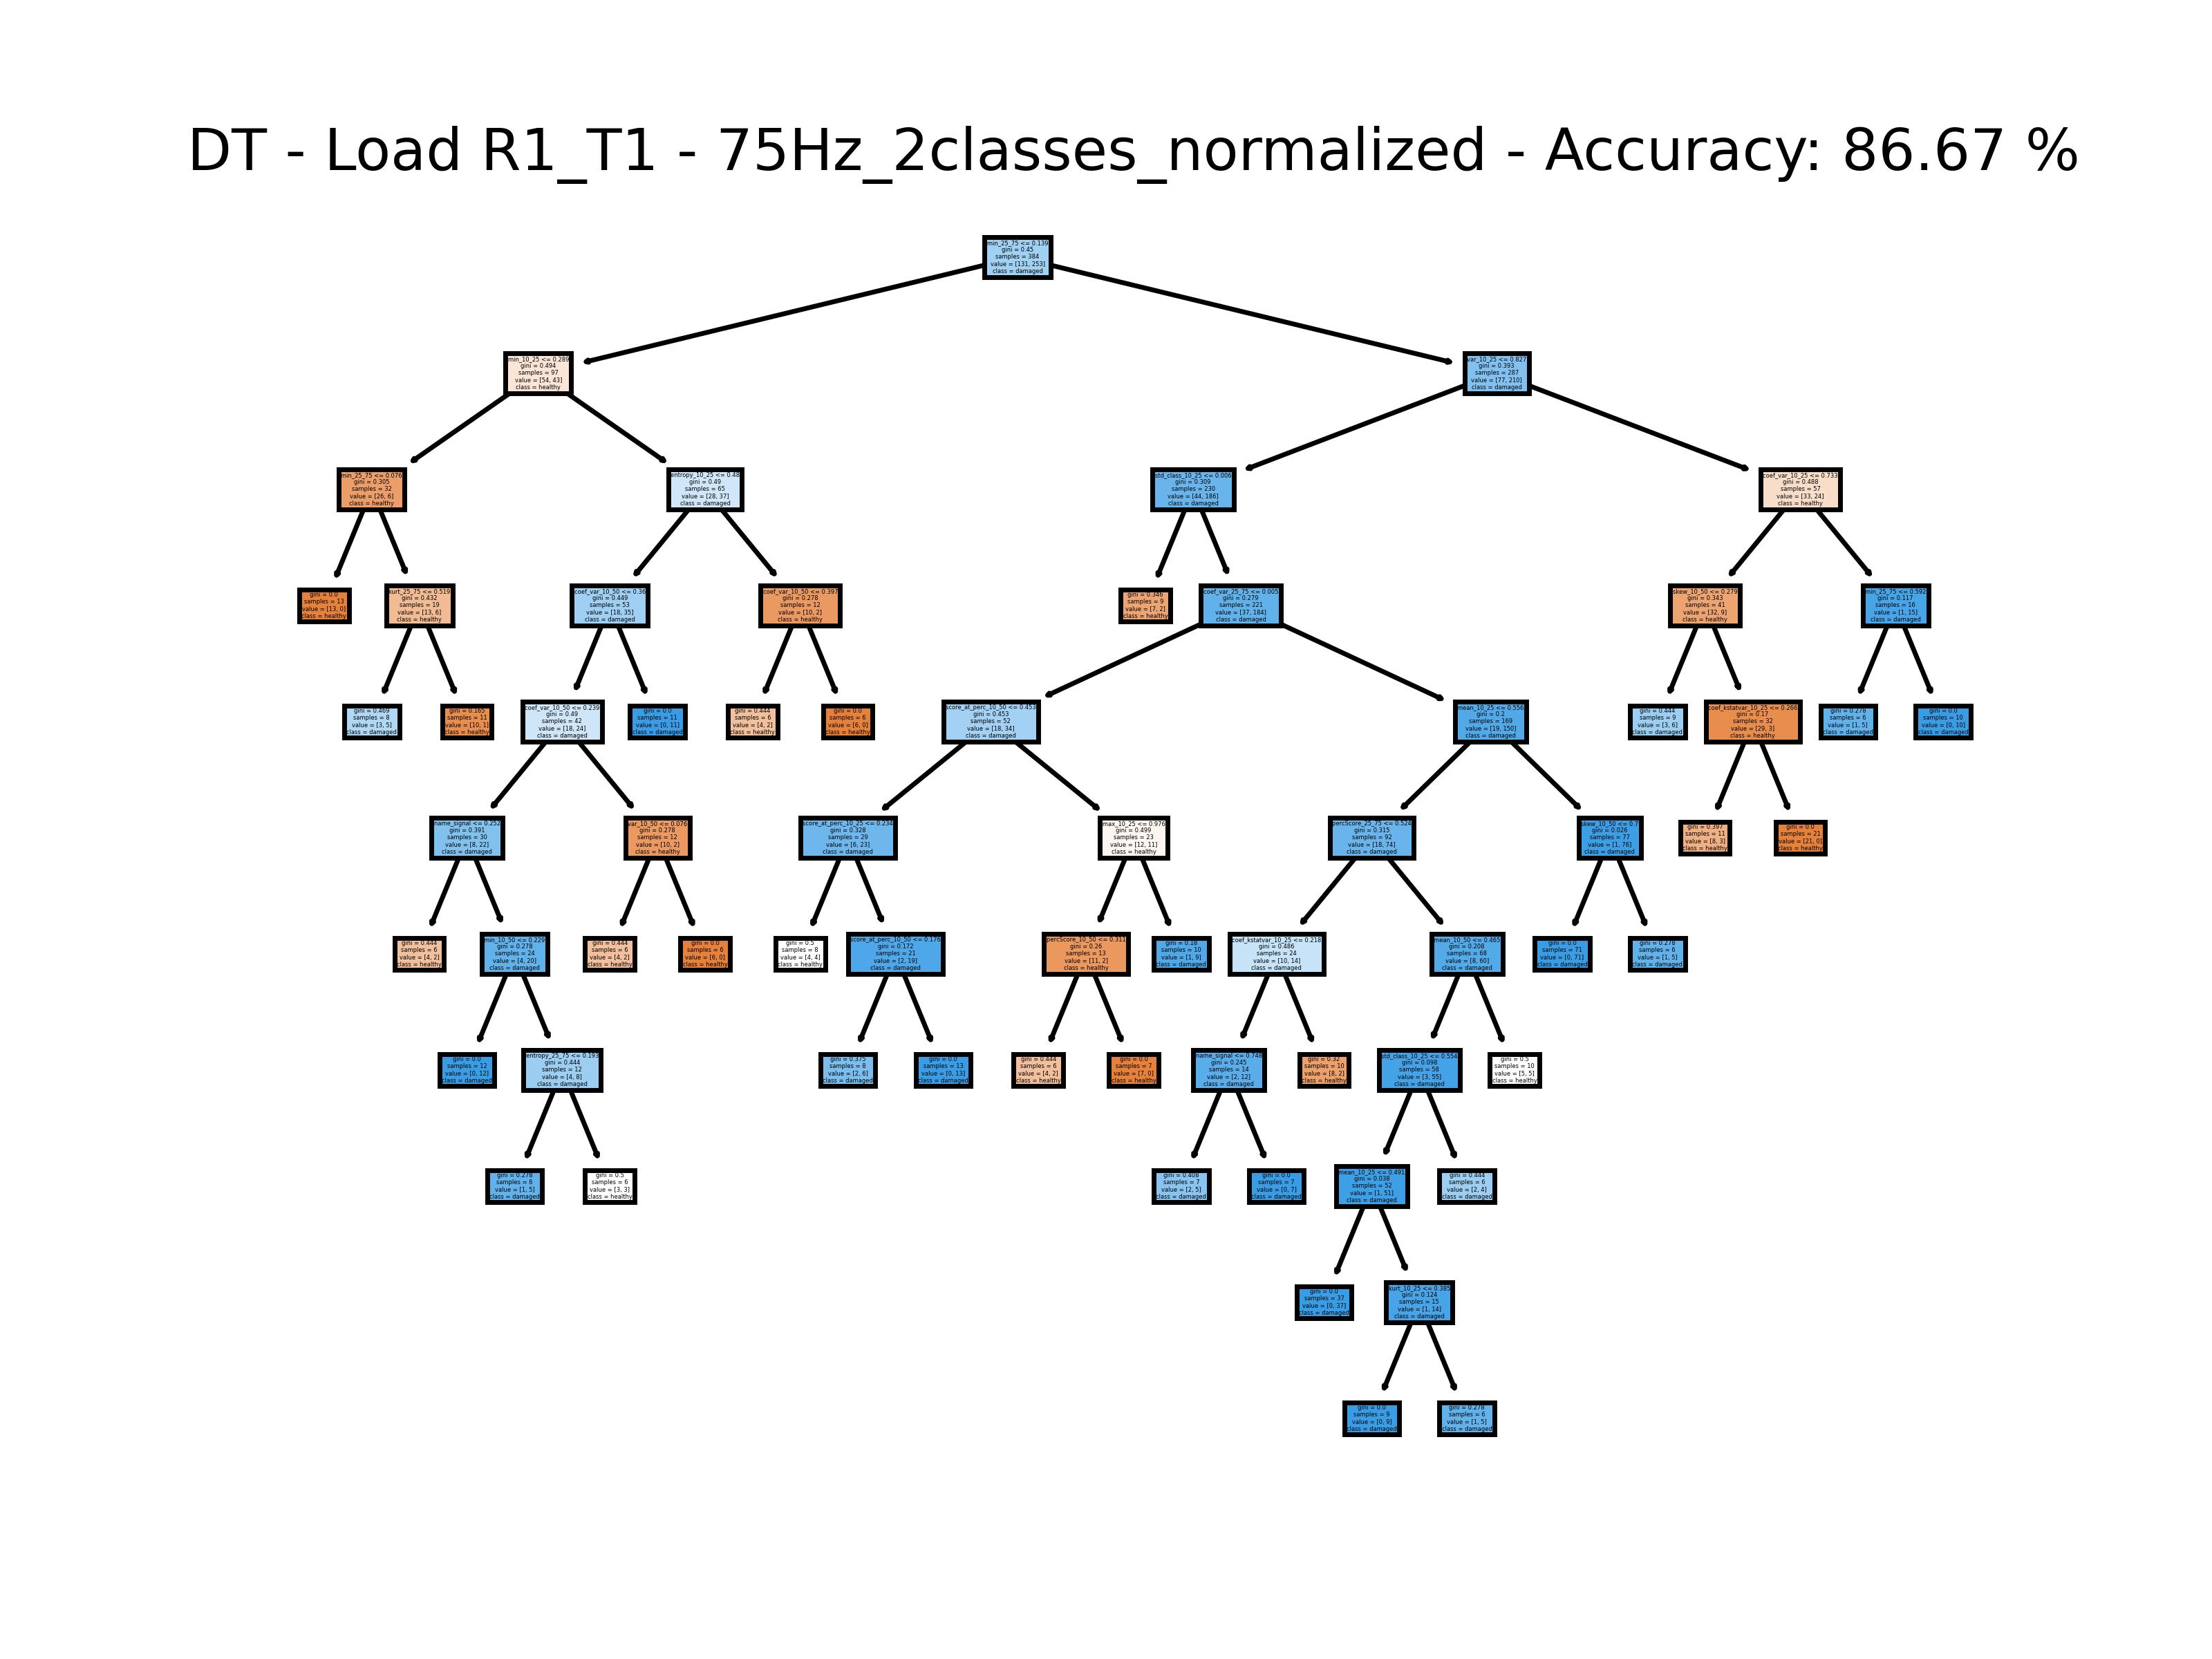 DT - Load R1_T1 - 75Hz_2classes_normalized - Accuracy: 86.67 %
min_25_75 <= 0.139
gini = 0.45
samples = 384
value = [131, 253]
class = damaged
min_10_25 <= 0.289
gini = 0.494
samples = 97
value = [54, 43]
class = healthy
var_10_25 <= 0.827
gini = 0.393
samples = 287
value = [77, 210]
class = damaged
min_25_75 <= 0.076
gini = 0.305
samples = 32
value = [26, 6]
class = healthy
entropy_10_25 <= 0.48
gini = 0.49
samples = 65
value = [28, 37]
class = damaged
std_class_10_25 <= 0.006
gini = 0.309
samples = 230
value = [44, 186]
class = damaged
coef_var_10_25 <= 0.733
gini = 0.488
samples = 57
value = [33, 24]
class = healthy
gini = 0.0
samples = 13
value = [13, 0]
class = healthy
kurt_25_75 <= 0.519
gini = 0.432
samples = 19
value = [13, 6]
class = healthy
coef_var_10_50 <= 0.36
gini = 0.449
samples = 53
value = [18, 35]
class = damaged
coef_var_10_50 <= 0.397
gini = 0.278
samples = 12
value = [10, 2]
class = healthy
gini = 0.346
samples = 9
value = [7, 2]
class = healthy
coef_var_25_75 <= 0.005
gini = 0.279
samples = 221
value = [37, 184]
class = damaged
skew_10_50 <= 0.279
gini = 0.343
samples = 41
value = [32, 9]
class = healthy
min_25_75 <= 0.592
gini = 0.117
samples = 16
value = [1, 15]
class = damaged
gini = 0.469
samples = 8
value = [3, 5]
class = damaged
gini = 0.165
samples = 11
value = [10, 1]
class = healthy
coef_var_10_50 <= 0.239
gini = 0.49
samples = 42
value = [18, 24]
class = damaged
gini = 0.0
samples = 11
value = [0, 11]
class = damaged
gini = 0.444
samples = 6
value = [4, 2]
class = healthy
gini = 0.0
samples = 6
value = [6, 0]
class = healthy
score_at_perc_10_50 <= 0.453
gini = 0.453
samples = 52
value = [18, 34]
class = damaged
mean_10_25 <= 0.556
gini = 0.2
samples = 169
value = [19, 150]
class = damaged
gini = 0.444
samples = 9
value = [3, 6]
class = damaged
coef_kstatvar_10_25 <= 0.266
gini = 0.17
samples = 32
value = [29, 3]
class = healthy
gini = 0.278
samples = 6
value = [1, 5]
class = damaged
gini = 0.0
samples = 10
value = [0, 10]
class = damaged
name_signal <= 0.252
gini = 0.391
samples = 30
value = [8, 22]
class = damaged
var_10_50 <= 0.076
gini = 0.278
samples = 12
value = [10, 2]
class = healthy
score_at_perc_10_25 <= 0.234
gini = 0.328
samples = 29
value = [6, 23]
class = damaged
max_10_25 <= 0.976
gini = 0.499
samples = 23
value = [12, 11]
class = healthy
percScore_25_75 <= 0.524
gini = 0.315
samples = 92
value = [18, 74]
class = damaged
skew_10_50 <= 0.7
gini = 0.026
samples = 77
value = [1, 76]
class = damaged
gini = 0.397
samples = 11
value = [8, 3]
class = healthy
gini = 0.0
samples = 21
value = [21, 0]
class = healthy
gini = 0.444
samples = 6
value = [4, 2]
class = healthy
min_10_50 <= 0.229
gini = 0.278
samples = 24
value = [4, 20]
class = damaged
gini = 0.444
samples = 6
value = [4, 2]
class = healthy
gini = 0.0
samples = 6
value = [6, 0]
class = healthy
gini = 0.5
samples = 8
value = [4, 4]
class = healthy
score_at_perc_10_50 <= 0.176
gini = 0.172
samples = 21
value = [2, 19]
class = damaged
percScore_10_50 <= 0.311
gini = 0.26
samples = 13
value = [11, 2]
class = healthy
gini = 0.18
samples = 10
value = [1, 9]
class = damaged
coef_kstatvar_10_25 <= 0.218
gini = 0.486
samples = 24
value = [10, 14]
class = damaged
mean_10_50 <= 0.465
gini = 0.208
samples = 68
value = [8, 60]
class = damaged
gini = 0.0
samples = 71
value = [0, 71]
class = damaged
gini = 0.278
samples = 6
value = [1, 5]
class = damaged
gini = 0.0
samples = 12
value = [0, 12]
class = damaged
entropy_25_75 <= 0.193
gini = 0.444
samples = 12
value = [4, 8]
class = damaged
gini = 0.375
samples = 8
value = [2, 6]
class = damaged
gini = 0.0
samples = 13
value = [0, 13]
class = damaged
gini = 0.444
samples = 6
value = [4, 2]
class = healthy
gini = 0.0
samples = 7
value = [7, 0]
class = healthy
name_signal <= 0.748
gini = 0.245
samples = 14
value = [2, 12]
class = damaged
gini = 0.32
samples = 10
value = [8, 2]
class = healthy
std_class_10_25 <= 0.554
gini = 0.098
samples = 58
value = [3, 55]
class = damaged
gini = 0.5
samples = 10
value = [5, 5]
class = healthy
gini = 0.278
samples = 6
value = [1, 5]
class = damaged
gini = 0.5
samples = 6
value = [3, 3]
class = healthy
gini = 0.408
samples = 7
value = [2, 5]
class = damaged
gini = 0.0
samples = 7
value = [0, 7]
class = damaged
mean_10_25 <= 0.491
gini = 0.038
samples = 52
value = [1, 51]
class = damaged
gini = 0.444
samples = 6
value = [2, 4]
class = damaged
gini = 0.0
samples = 37
value = [0, 37]
class = damaged
kurt_10_25 <= 0.385
gini = 0.124
samples = 15
value = [1, 14]
class = damaged
gini = 0.0
samples = 9
value = [0, 9]
class = damaged
gini = 0.278
samples = 6
value = [1, 5]
class = damaged